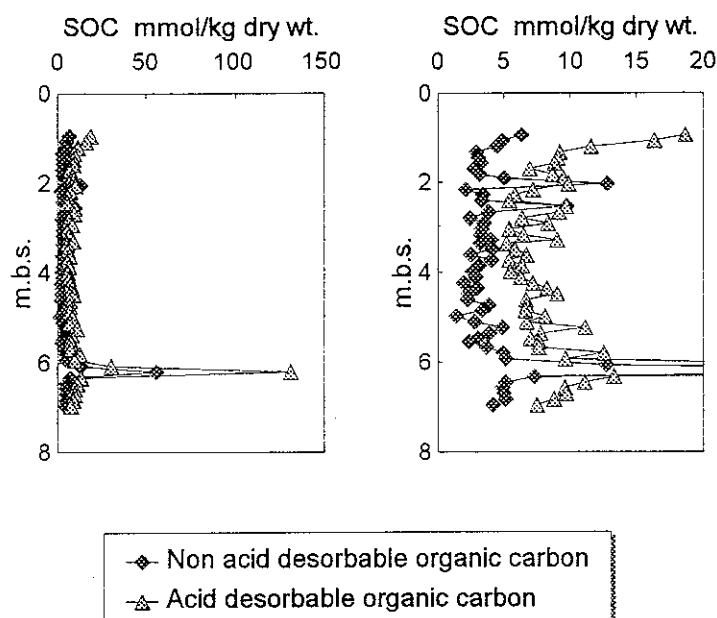 SOC mmol/kg dry wt.
0 50 100 150
0
2
4
6
8
m.b.s.
SOC mmol/kg dry wt.
0 5 10 15 20
0
2
4
6
8
m.b.s.
Non acid desorbable organic carbon
Acid desorbable organic carbon